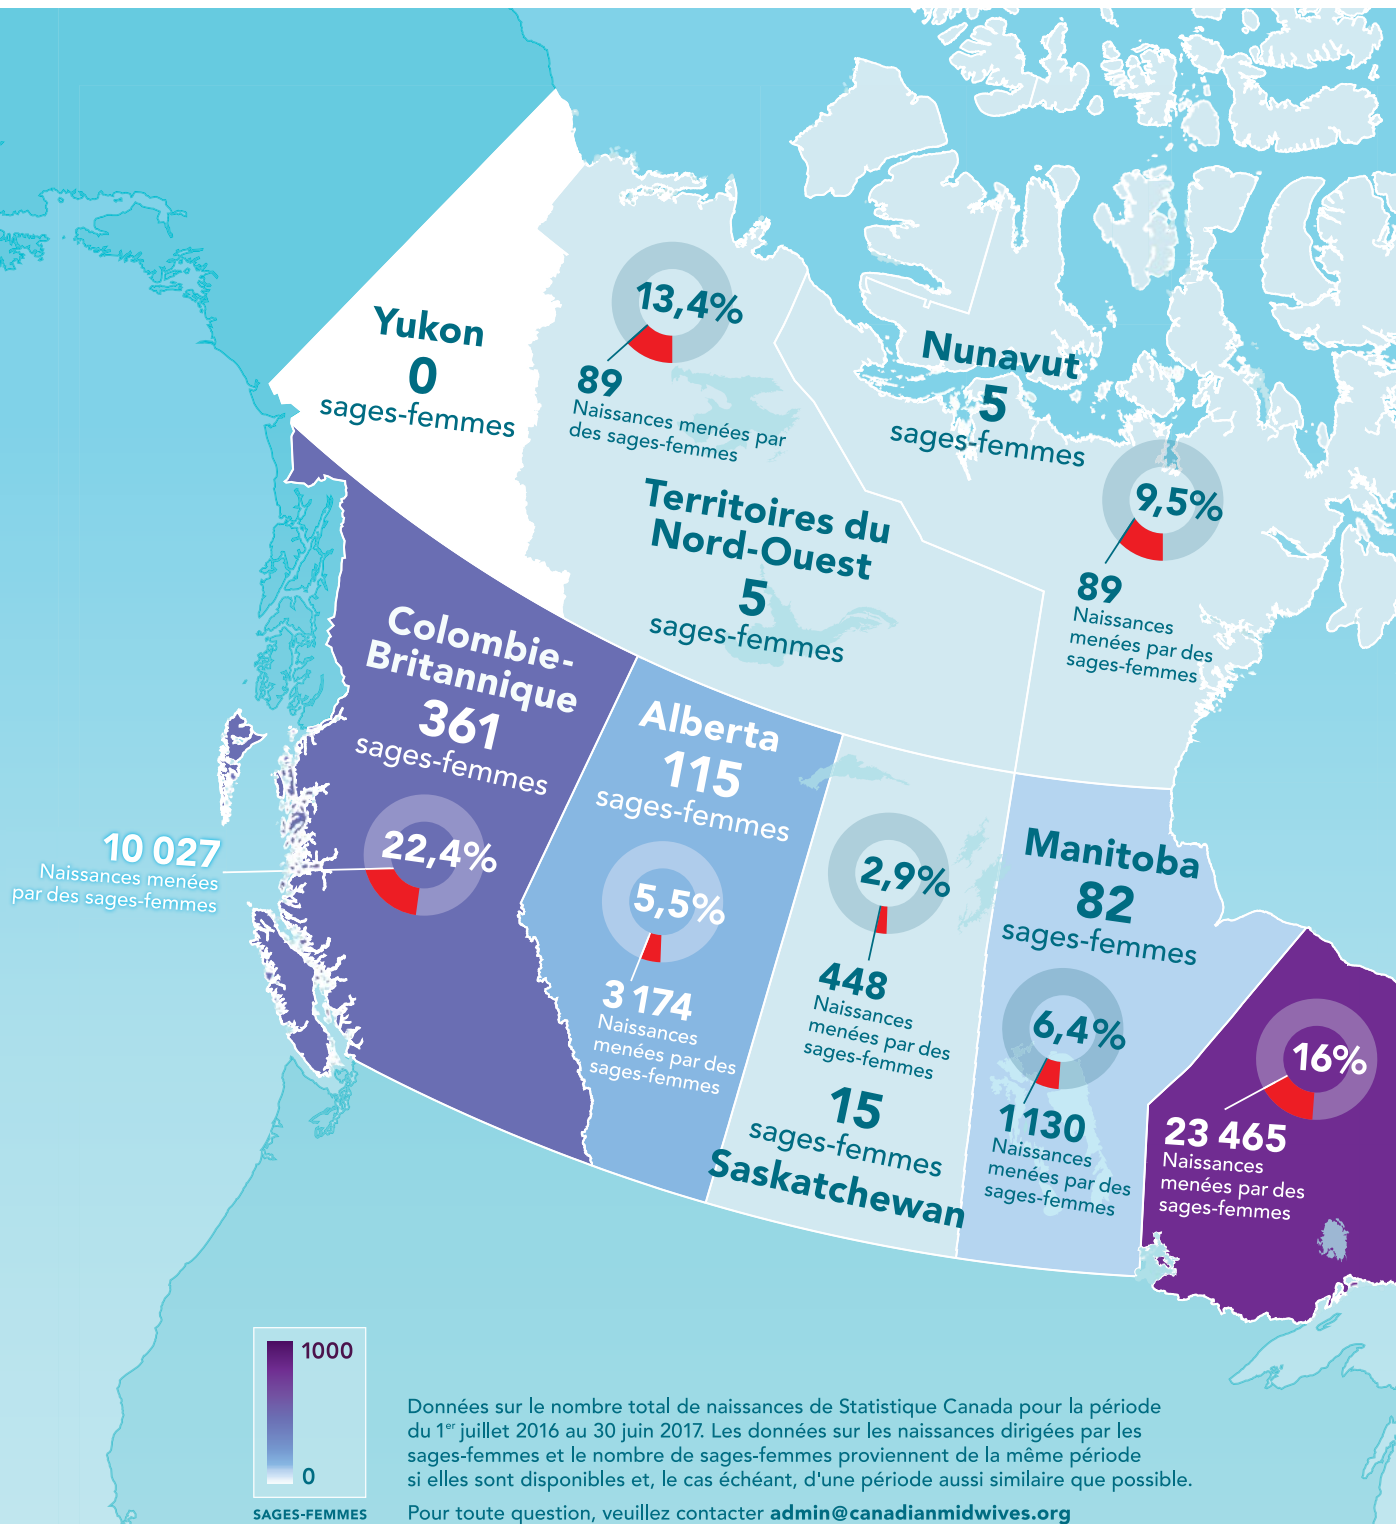 Yukon
0
sages-femmes
13,4%
89
Naissances menées par
des sages-femmes
Territoires du
Nord-Ouest
5
sages-femmes
Nunavut
5
sages-femmes
9,5%
89
Naissances
menées par des
sages-femmes
Colombie-
Britannique
361
sages-femmes
22,4%
10 027
Naissances menées
par des sages-femmes
Alberta
115
sages-femmes
5,5%
3 174
Naissances
menées par des
sages-femmes
2,9%
448
Naissances
menées par des
sages-femmes
15
sages-femmes
Saskatchewan
Manitoba
82
sages-femmes
6,4%
1 130
Naissances
menées par des
sages-femmes
16%
23 465
Naissances
menées par des
sages-femmes
1000
0
SAGES-FEMMES
Données sur le nombre total de naissances de Statistique Canada pour la période
du 1er juillet 2016 au 30 juin 2017. Les données sur les naissances dirigées par les
sages-femmes et le nombre de sages-femmes proviennent de la même période
si elles sont disponibles et, le cas échéant, d'une période aussi similaire que possible.
Pour toute question, veuillez contacter admin@canadianmidwives.org